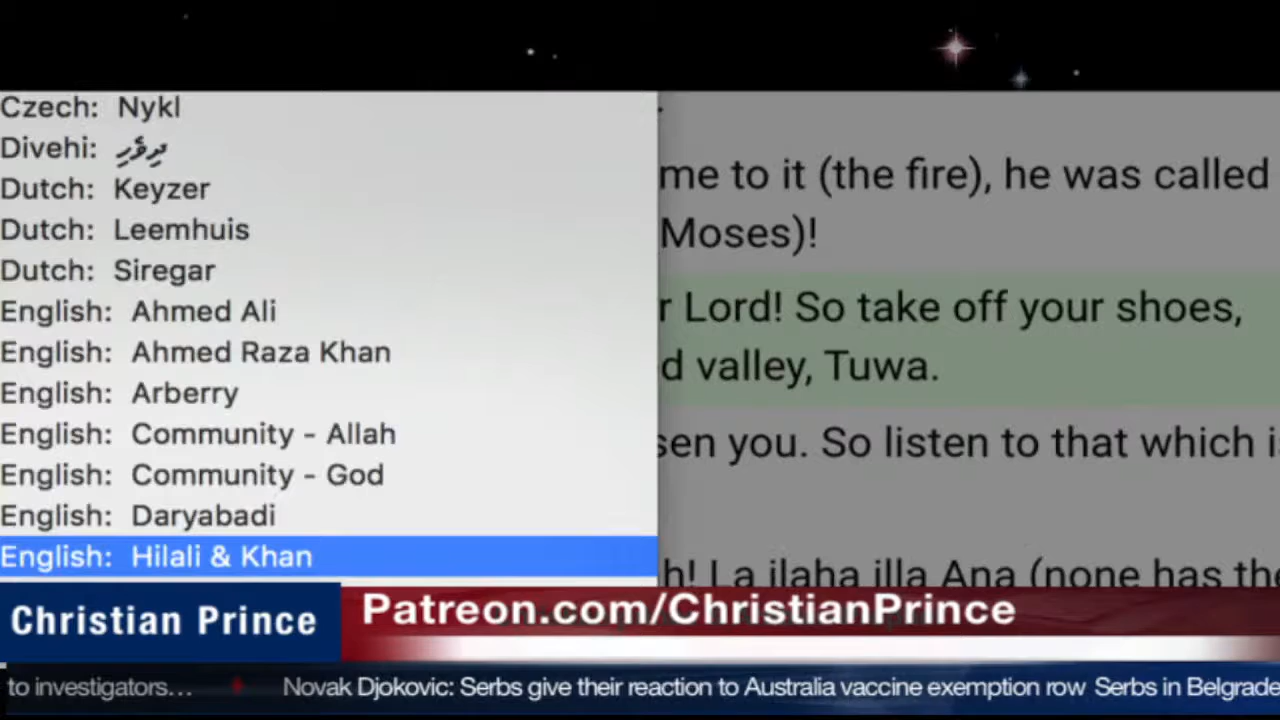 Czech: Nykl
Divehi: ދިވެހި
Dutch: Keyzer
Dutch: Leemhuis
Dutch: Siregar
English: Ahmed Ali
English: Ahmed Raza Khan
English: Arberry
English: Community - Allah
English: Community - God
English: Daryabadi
English: Hilali & Khan
me to it (the fire), he was called
Moses)!
r Lord! So take off your shoes,
d valley, Tuwa.
sen you. So listen to that which is
h! La ilaha illa Ana (none has the
Christian Prince
Patreon.com/ChristianPrince
to investigators... Novak Djokovic: Serbs give their reaction to Australia vaccine exemption row Serbs in Belgrade